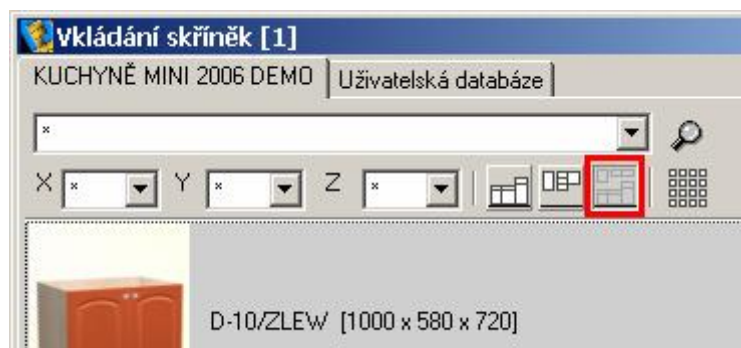 Vkládání skříněk [1]
KUCHYNĚ MINI 2006 DEMO Uživatelská databáze
*
X * Y * Z *
D-10/ZLEW [1000 x 580 x 720]